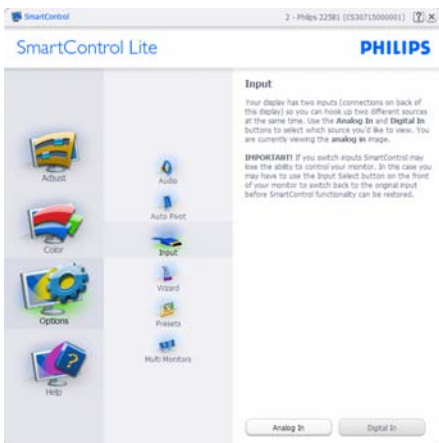 SmartControl
2 - Philips 225B1 (CS30715000001)
SmartControl Lite
PHILIPS
Adjust
Color
Options
Help
Audio
Auto Pivot
Input
Wizard
Presets
Multi Monitors
Input
Your display has two inputs (connections on back of
this display) so you can hook up two different sources
at the same time. Use the Analog In and Digital In
buttons to select which source you'd like to view. You
are currently viewing the analog in image.
IMPORTANT! If you switch inputs SmartControl may
lose the ability to control your monitor. In this case you
may have to use the Input Select button on the front
of your monitor to switch back to the original input
before SmartControl functionality can be restored.
Analog In
Digital In